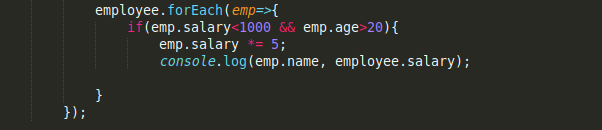 employee.forEach(emp=>{
if(emp.salary<1000 && emp.age>20){
emp.salary *= 5;
console.log(emp.name, employee.salary);
}
});